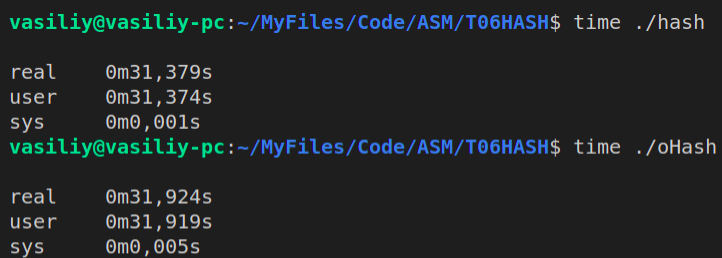 vasiliy@vasiliy-pc:~/MyFiles/Code/ASM/T06HASH$ time ./hash
real 0m31,379s
user 0m31,374s
sys 0m0,001s
vasiliy@vasiliy-pc:~/MyFiles/Code/ASM/T06HASH$ time ./oHash
real 0m31,924s
user 0m31,919s
sys 0m0,005s